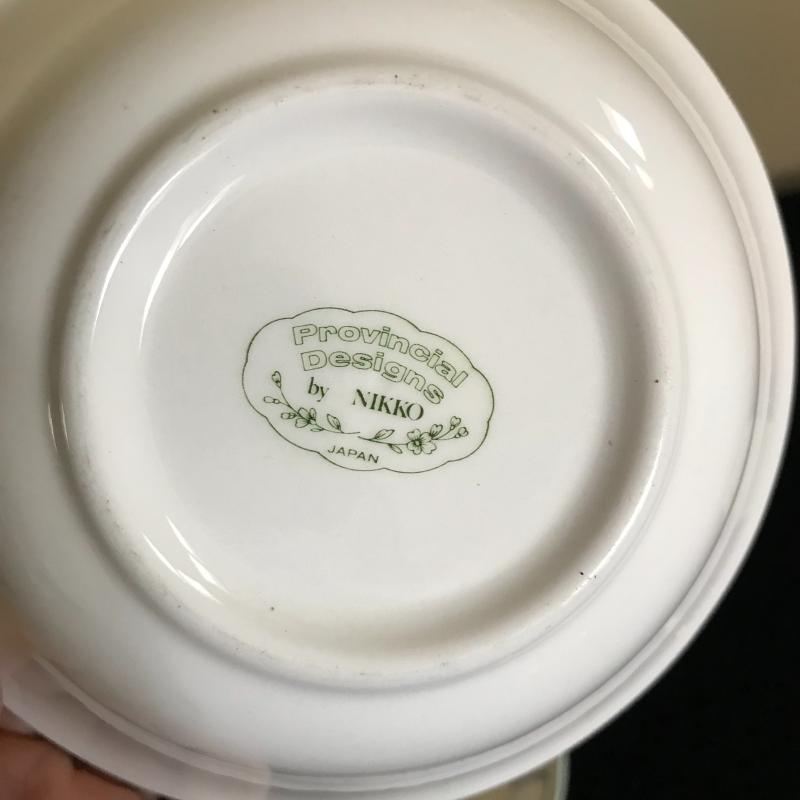 Provincial
Designs
by NIKKO
JAPAN